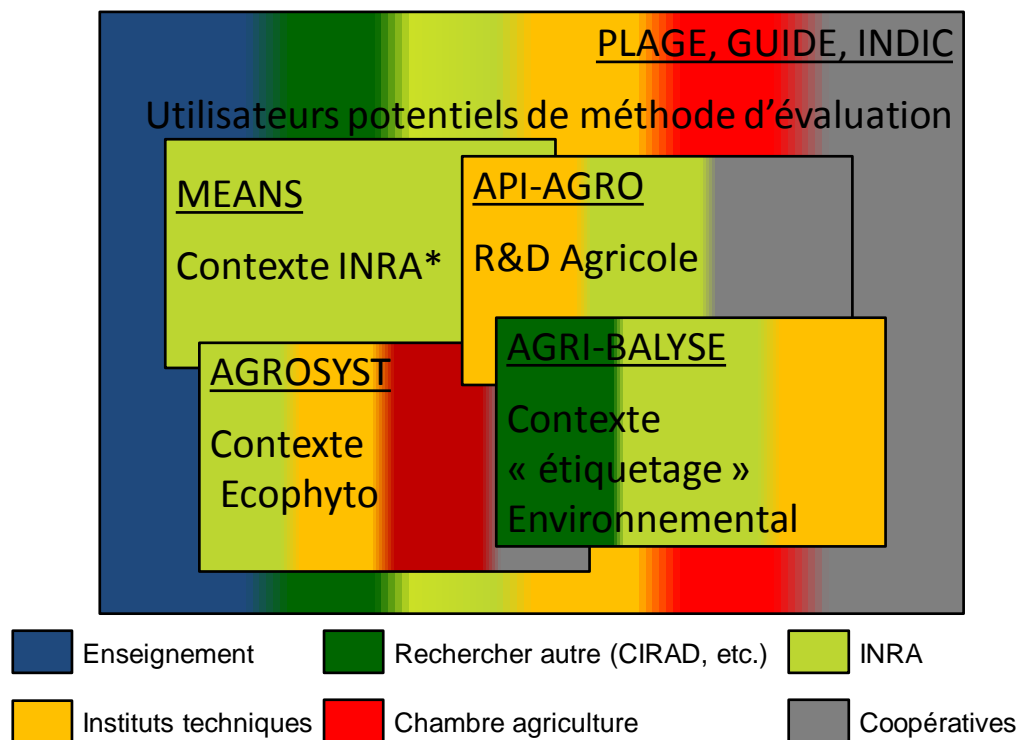 PLAGE, GUIDE, INDIC
Utilisateurs potentiels de méthode d'évaluation
MEANS
Contexte INRA*
API-AGRO
R&D Agricole
AGROSYST
Contexte
Ecophyto
AGRI-BALYSE
Contexte
« étiquetage »
Environnemental
Enseignement
Rechercher autre (CIRAD, etc.)
INRA
Instituts techniques
Chambre agriculture
Coopératives